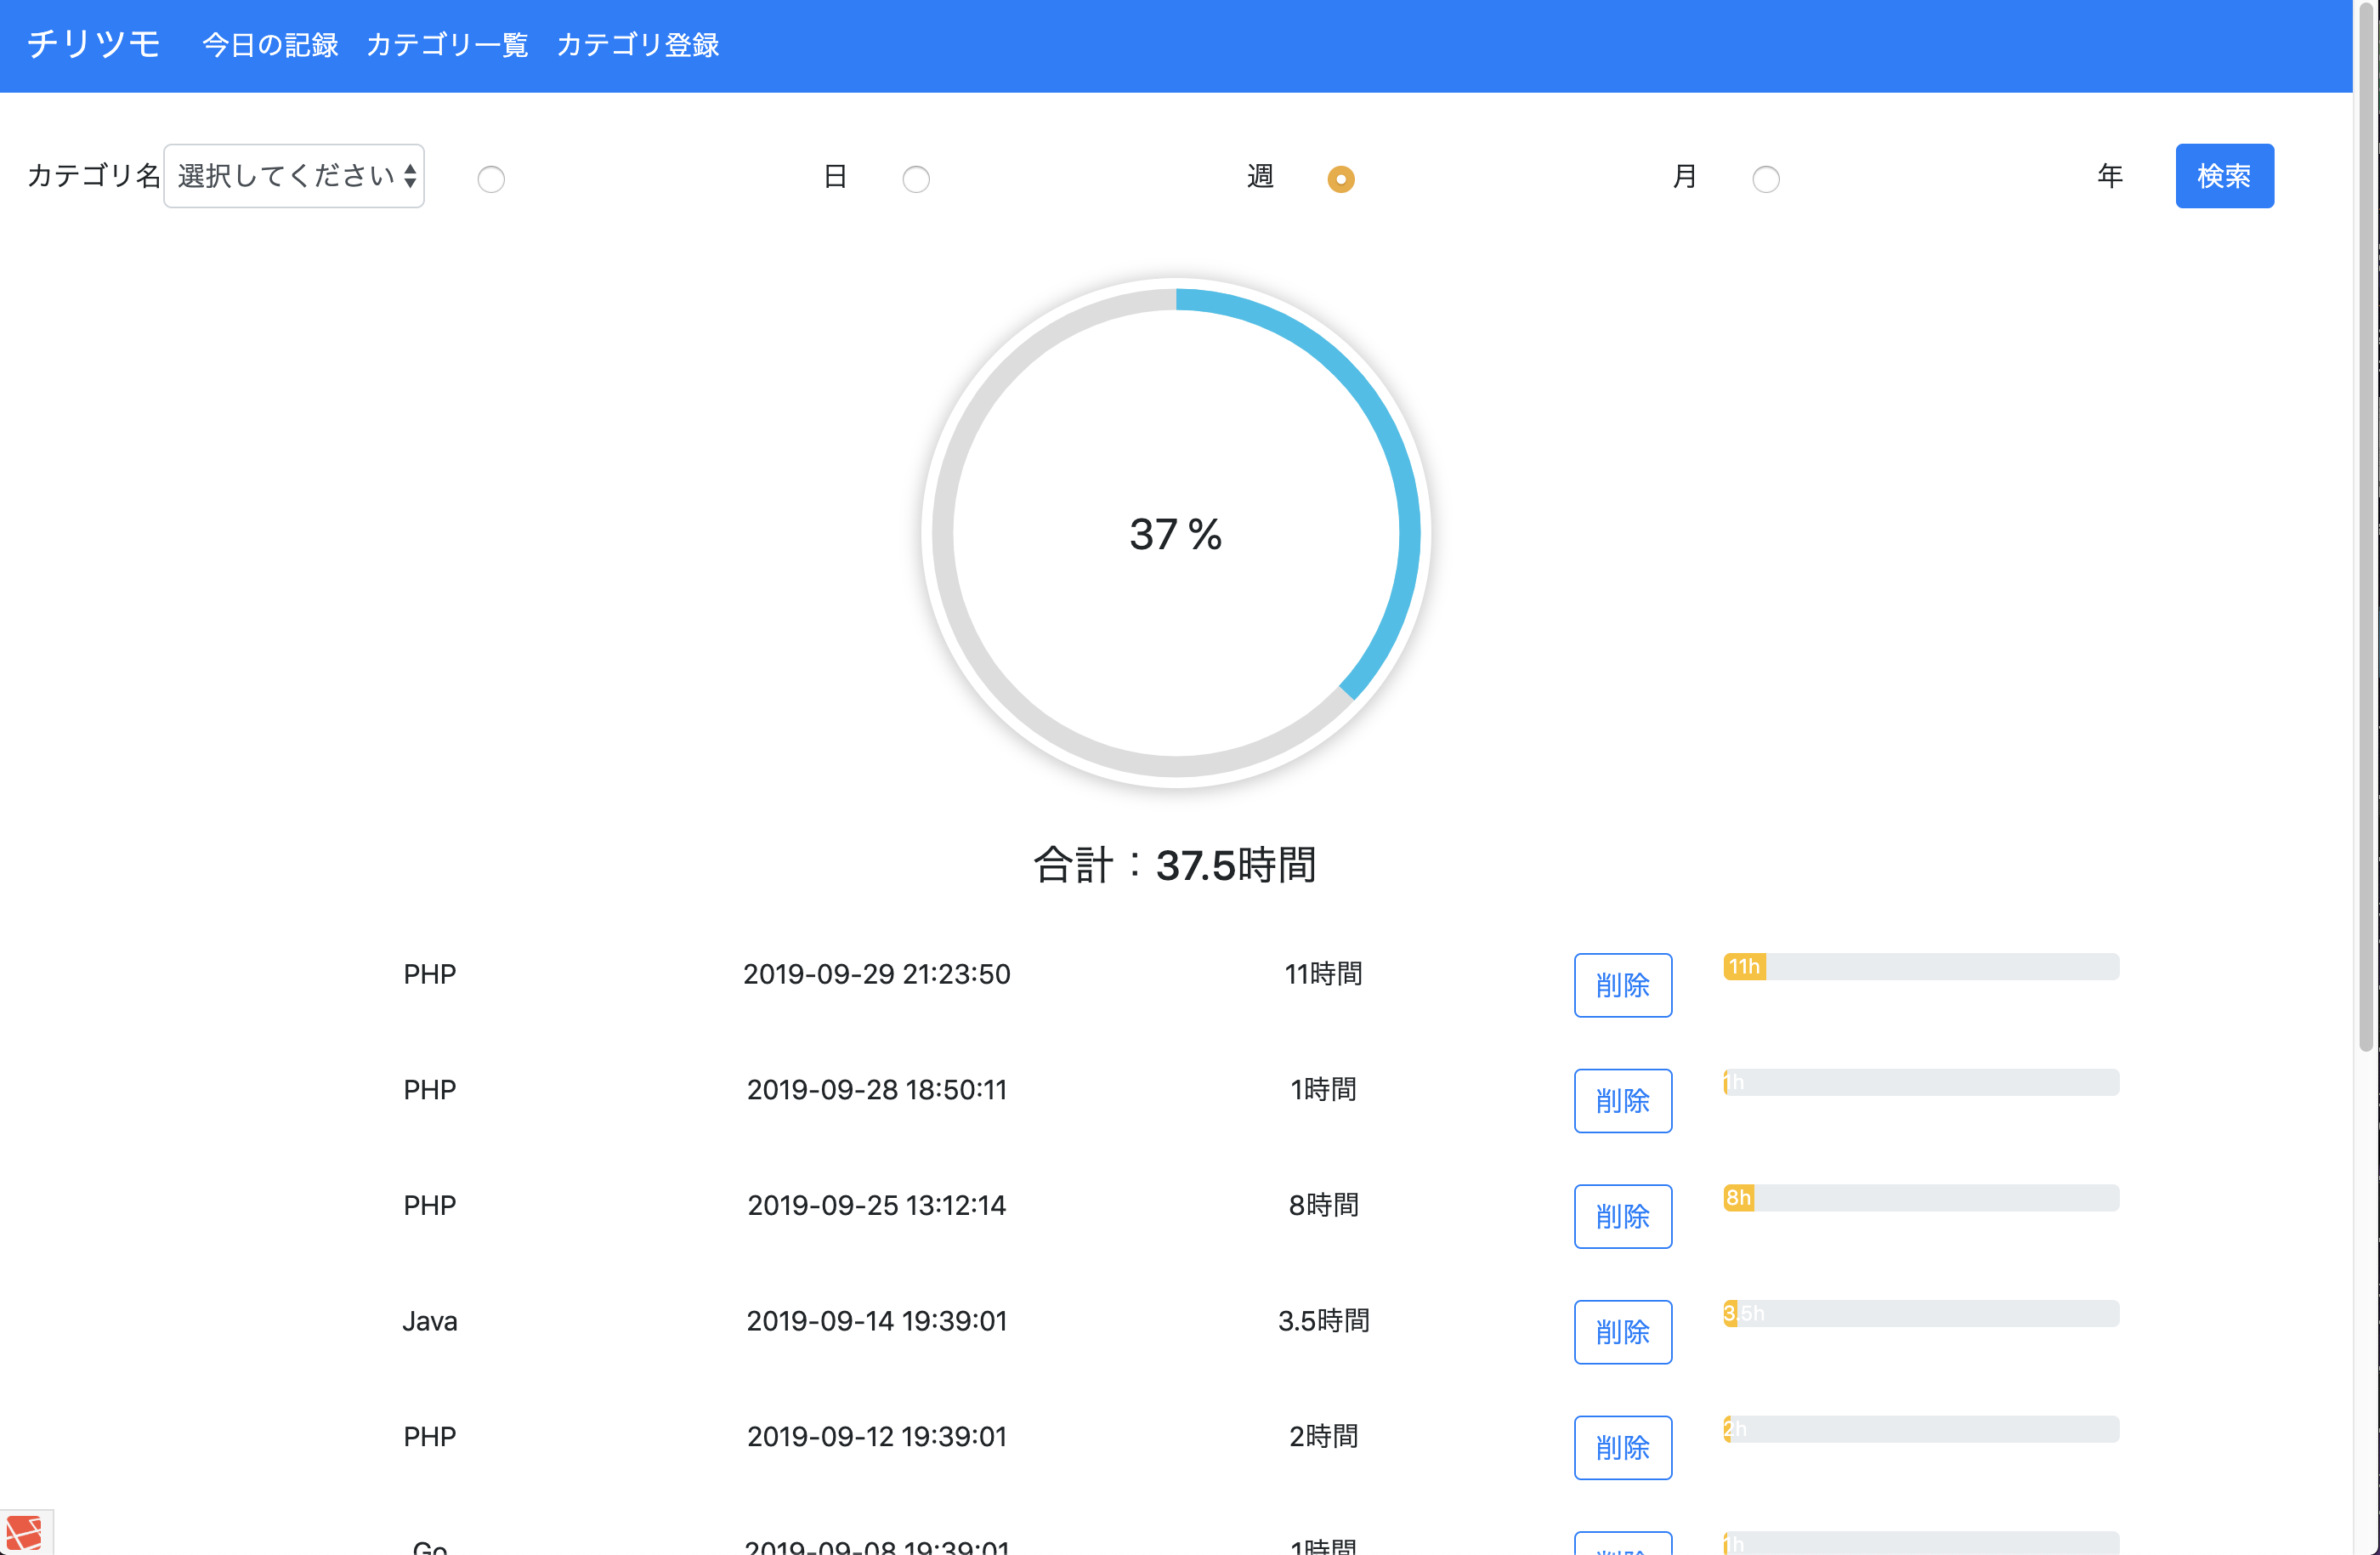 チリツモ 今日の記録 カテゴリ一覧 カテゴリ登録
カテゴリ名 選択してください 日 週 月 年 検索
37 %
合計：37.5時間
PHP 2019-09-29 21:23:50 11時間 削除 11h
PHP 2019-09-28 18:50:11 1時間 削除 1h
PHP 2019-09-25 13:12:14 8時間 削除 8h
Java 2019-09-14 19:39:01 3.5時間 削除 3.5h
PHP 2019-09-12 19:39:01 2時間 削除 2h
Go 2019-09-08 19:39:01 1時間 削除 1h